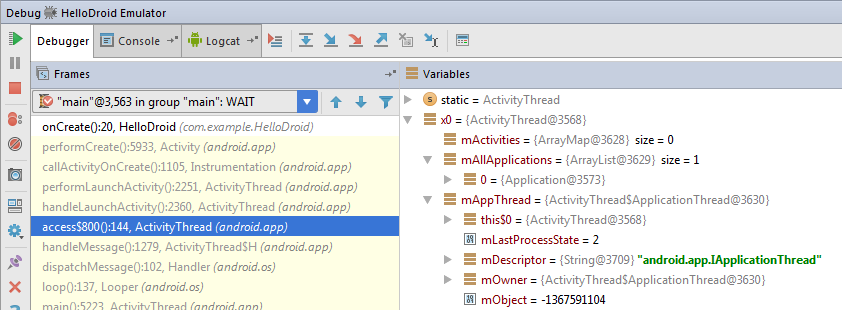 Debug HelloDroid Emulator
Debugger Console Logcat
Frames
"main"@3,563 in group "main": WAIT
onCreate():20, HelloDroid (com.example.HelloDroid)
performCreate():5933, Activity (android.app)
callActivityOnCreate():1105, Instrumentation (android.app)
performLaunchActivity():2251, ActivityThread (android.app)
handleLaunchActivity():2360, ActivityThread (android.app)
access$800():144, ActivityThread (android.app)
handleMessage():1279, ActivityThread$H (android.app)
dispatchMessage():102, Handler (android.os)
loop():137, Looper (android.os)
main():5223, ActivityThread (android.app)
Variables
static = ActivityThread
x0 = {ActivityThread@3568}
mActivities = {ArrayMap@3628} size = 0
mAllApplications = {ArrayList@3629} size = 1
0 = {Application@3573}
mAppThread = {ActivityThread$ApplicationThread@3630}
this$0 = {ActivityThread@3568}
mLastProcessState = 2
mDescriptor = {String@3709} "android.app.IApplicationThread"
mOwner = {ActivityThread$ApplicationThread@3630}
mObject = -1367591104